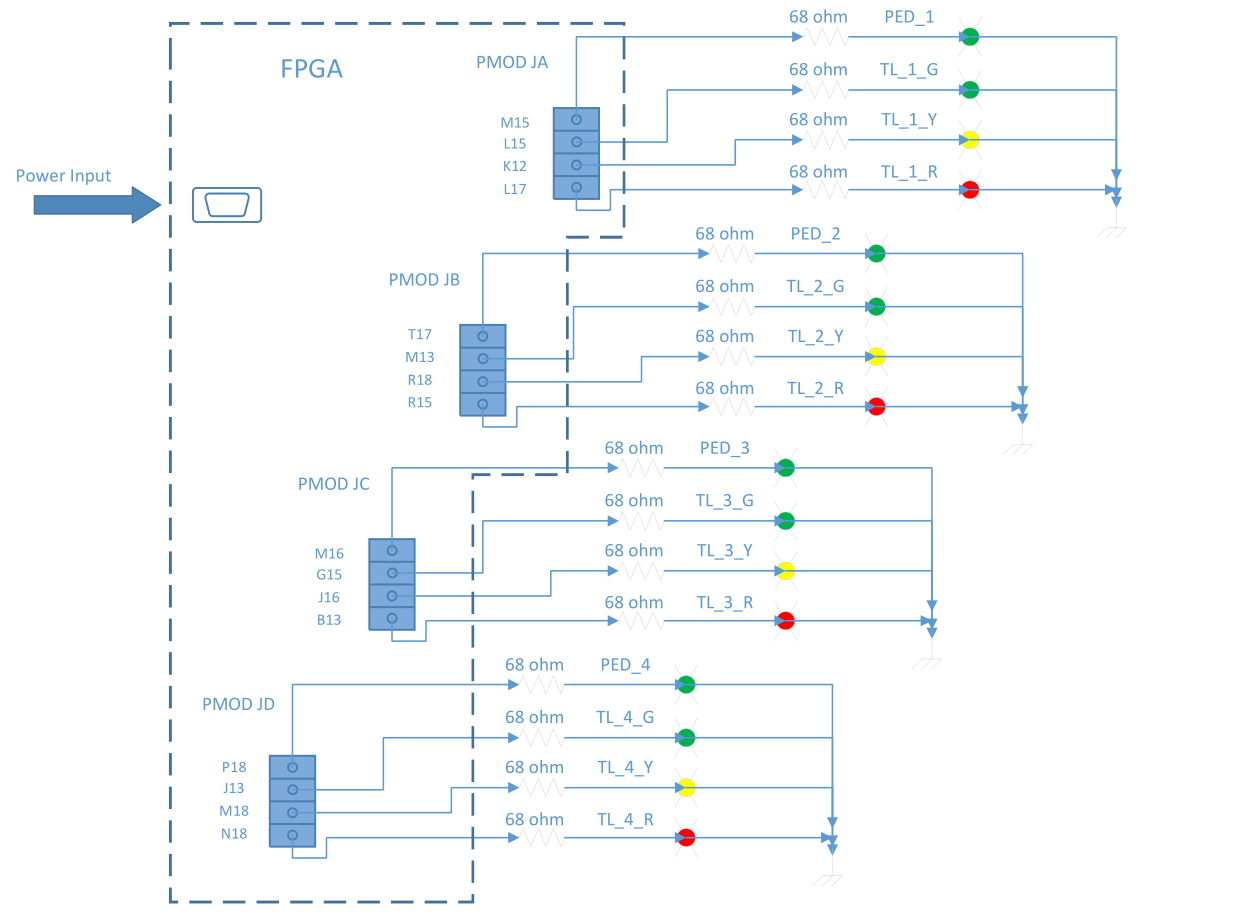 68 ohm PED_1
FPGA
PMOD JA
68 ohm TL_1_G
M15
68 ohm TL_1_Y
L15
K12
Power Input
68 ohm TL_1_R
L17
68 ohm PED_2
PMOD JB
68 ohm TL_2_G
T17
68 ohm TL_2_Y
M13
R18
68 ohm TL_2_R
R15
68 ohm PED_3
PMOD JC
68 ohm TL_3_G
M16
68 ohm TL_3_Y
G15
J16
68 ohm TL_3_R
B13
68 ohm PED_4
PMOD JD
68 ohm TL_4_G
P18
68 ohm TL_4_Y
J13
M18
68 ohm TL_4_R
N18